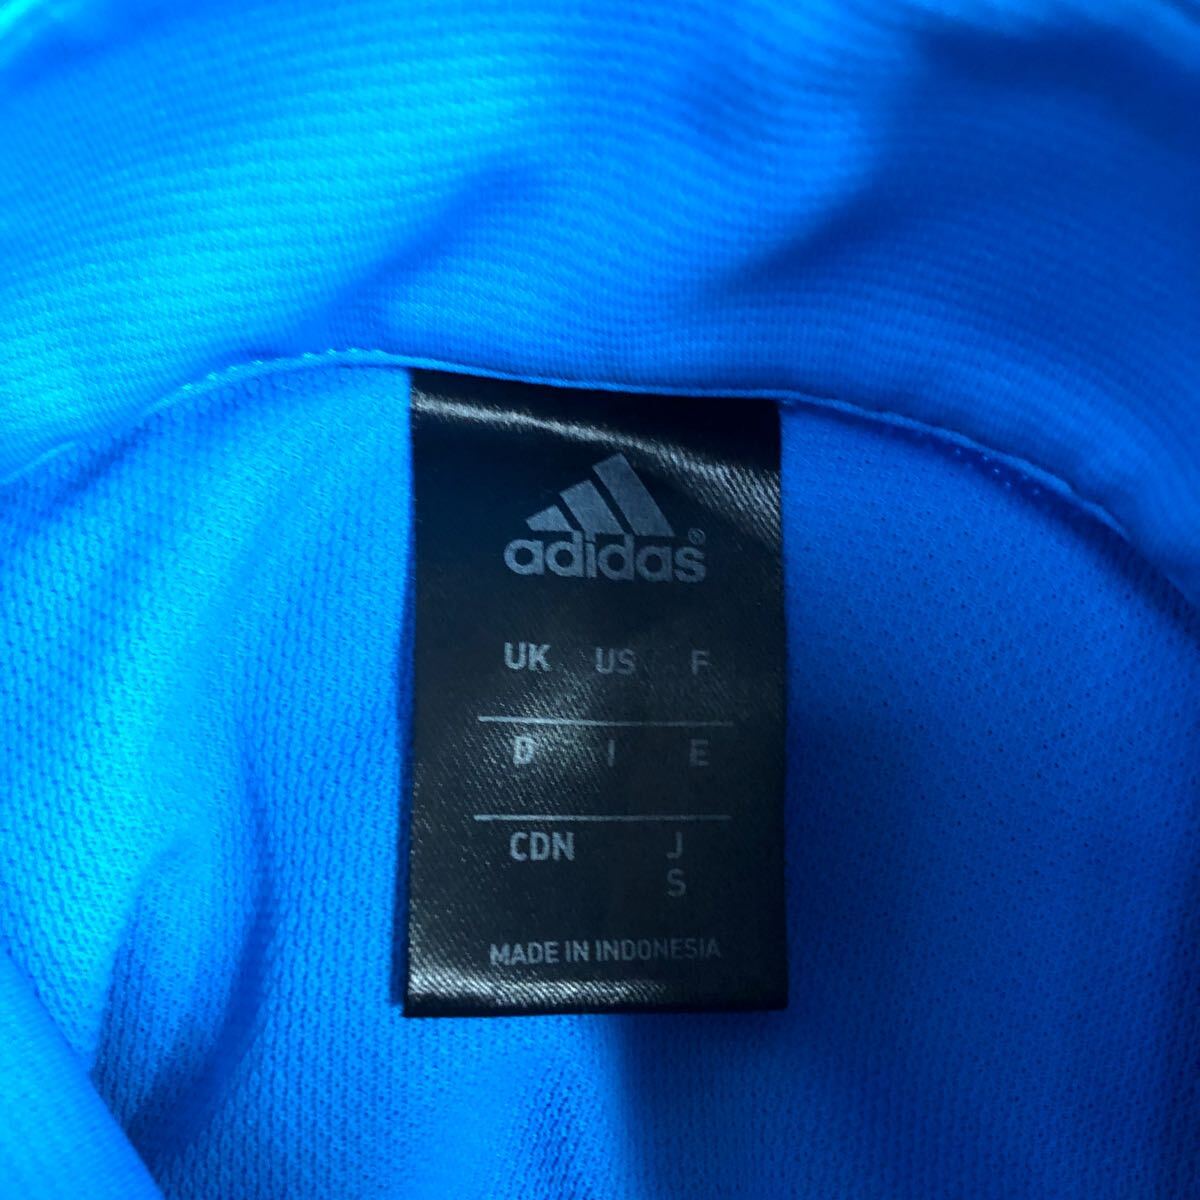 adidas®
UK US F
D I E
CDN J
S
MADE IN INDONESIA